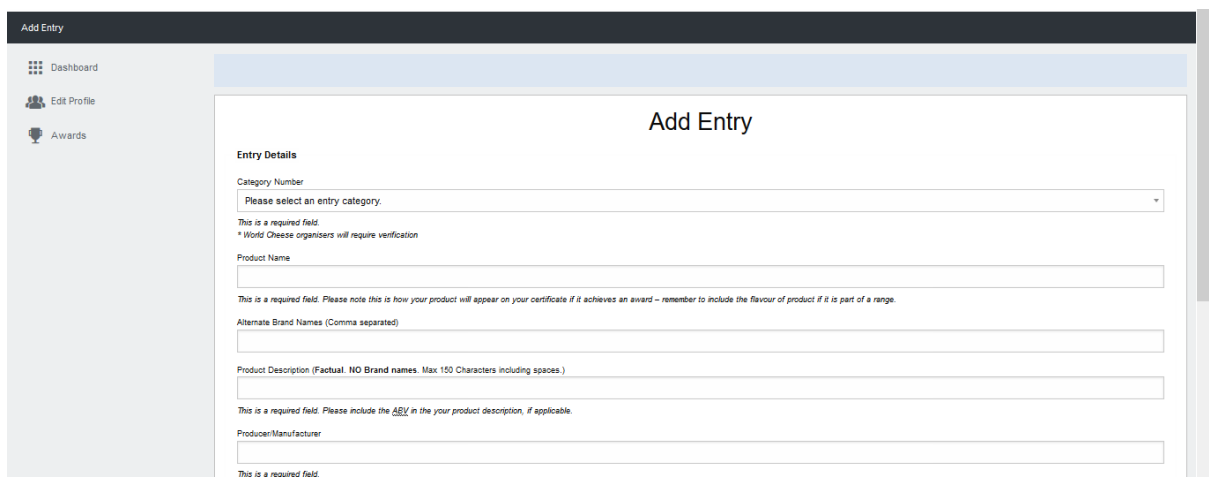 Add Entry
Dashboard
Edit Profile
Awards
Add Entry
Entry Details
Category Number
Please select an entry category.
This is a required field.
* World Cheese organisers will require verification
Product Name
This is a required field. Please note this is how your product will appear on your certificate if it achieves an award – remember to include the flavour of product if it is part of a range.
Alternate Brand Names (Comma separated)
Product Description (Factual. NO Brand names. Max 150 Characters including spaces.)
This is a required field. Please include the ABV in the your product description, if applicable.
Producer/Manufacturer
This is a required field.